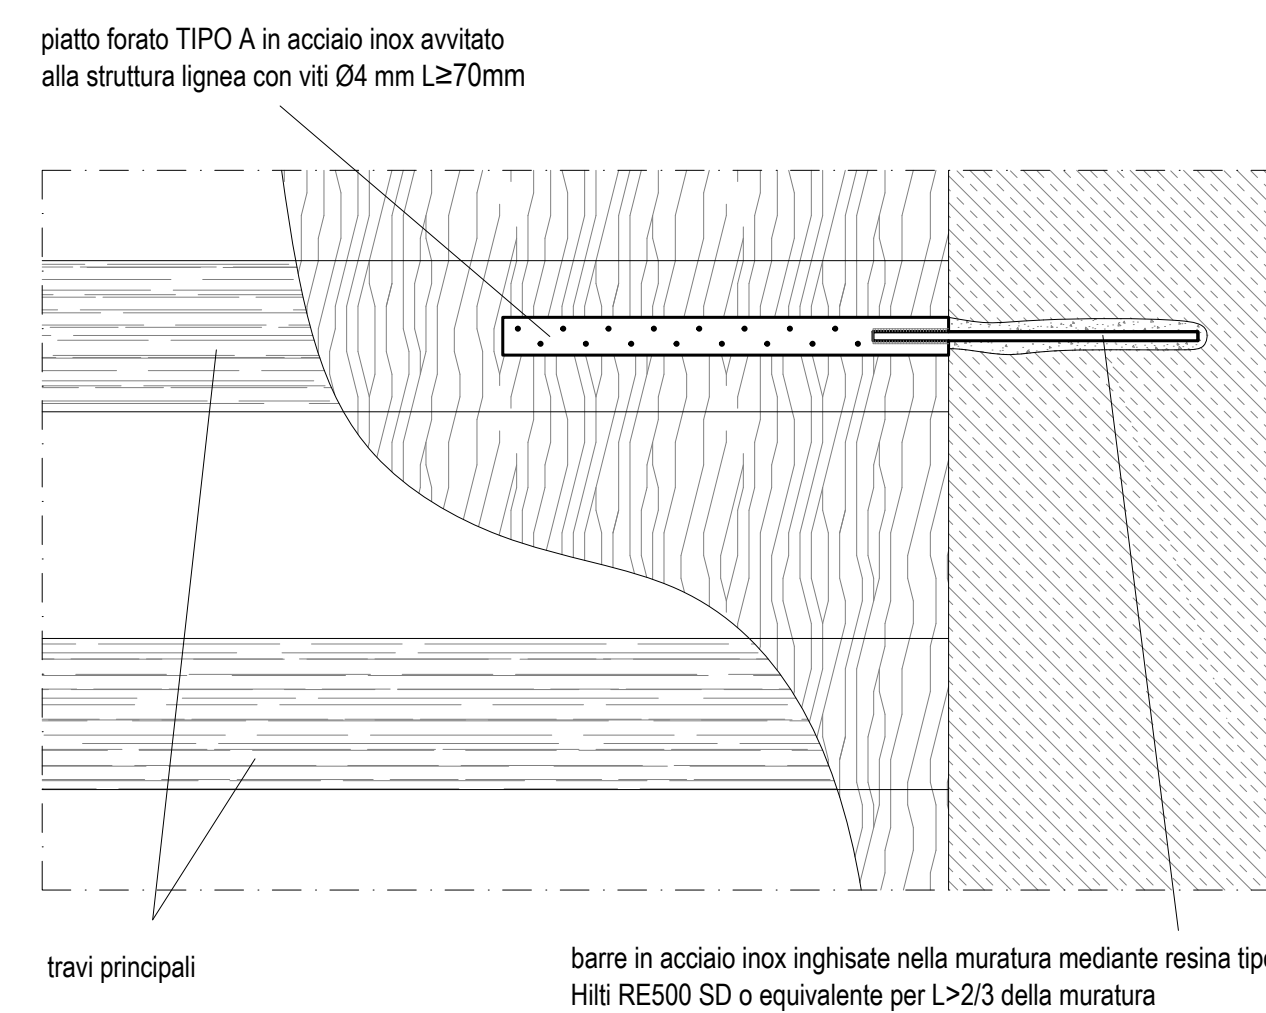 piatto forato TIPO A in acciaio inox avvitato
alla struttura lignea con viti Ø4 mm L≥70mm
travi principali
barre in acciaio inox inghisate nella muratura mediante resina tipo
Hilti RE500 SD o equivalente per L>2/3 della muratura